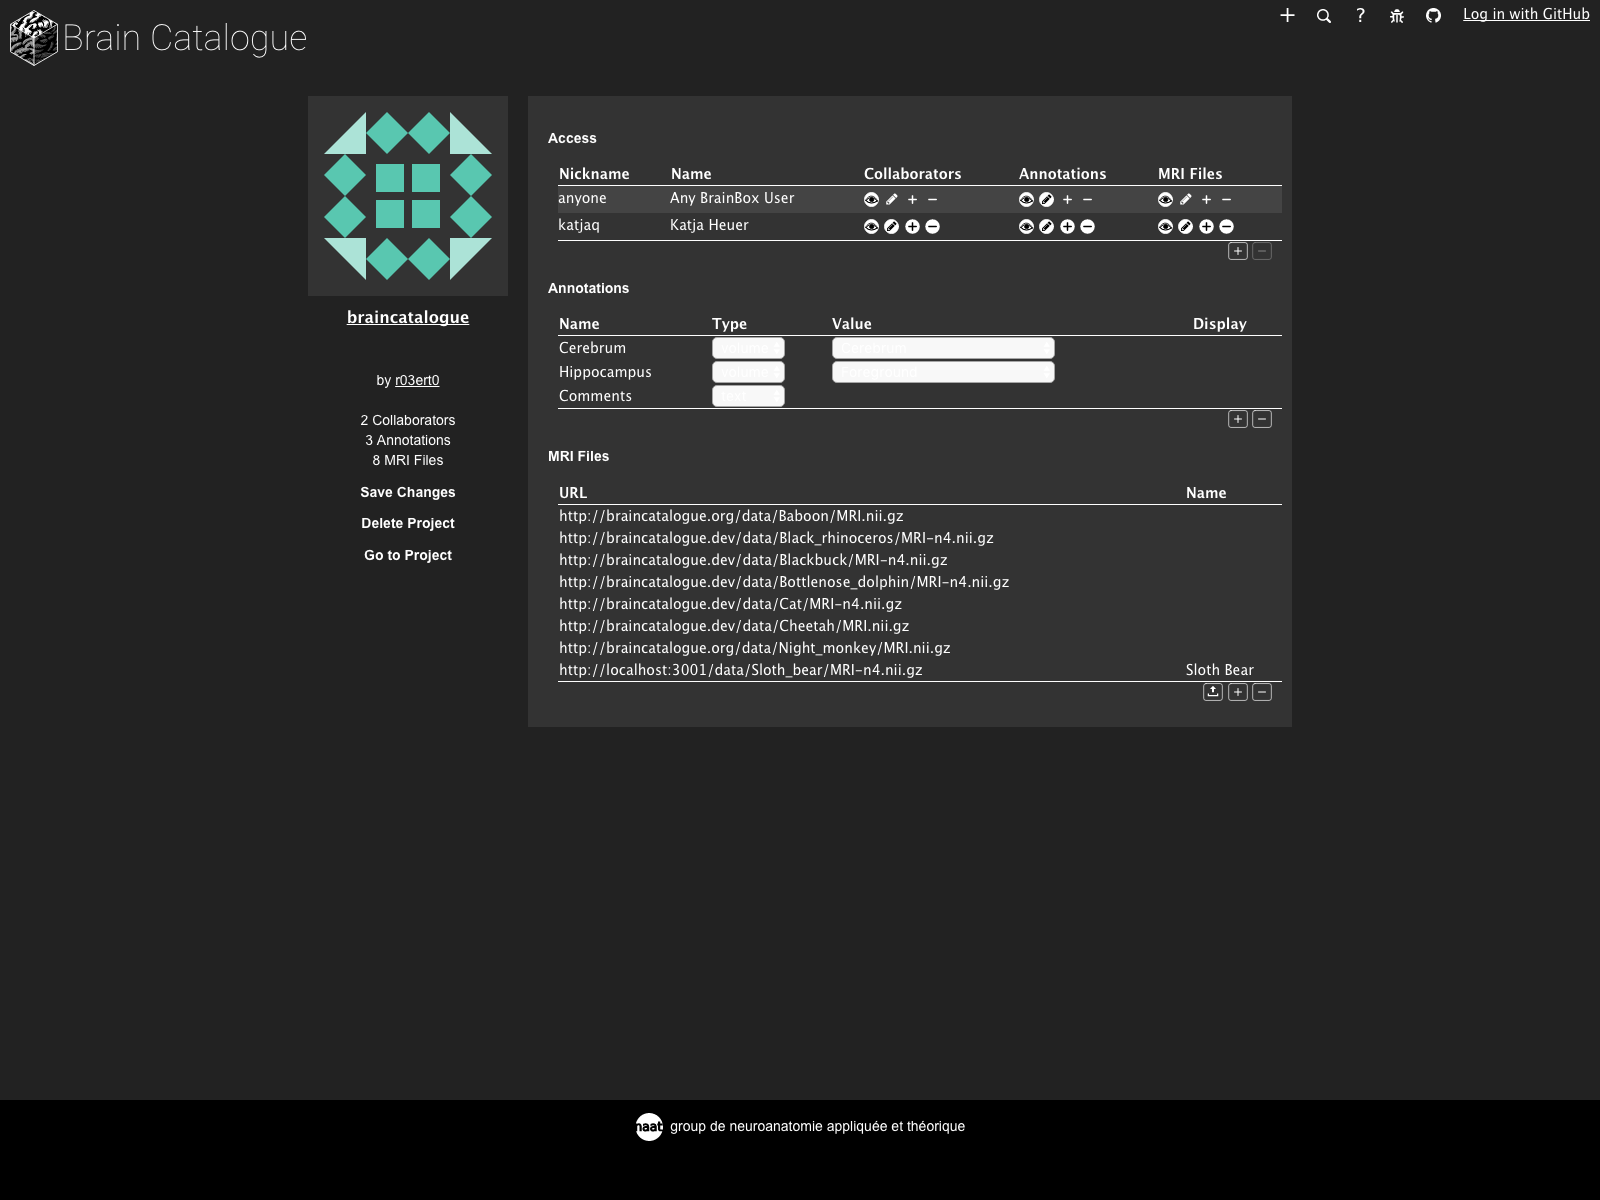 Brain Catalogue
? Log in with GitHub
braincatalogue
by r03ert0
2 Collaborators
3 Annotations
8 MRI Files
Save Changes
Delete Project
Go to Project
Access
Nickname Name Collaborators Annotations MRI Files
anyone Any BrainBox User
katjaq Katja Heuer
Annotations
Name Type Value Display
Cerebrum Volume Cerebrum
Hippocampus Volume Foreground
Comments
MRI Files
URL Name
http://braincatalogue.org/data/Baboon/MRI.nii.gz
http://braincatalogue.dev/data/Black_rhinoceros/MRI-n4.nii.gz
http://braincatalogue.dev/data/Blackbuck/MRI-n4.nii.gz
http://braincatalogue.dev/data/Bottlenose_dolphin/MRI-n4.nii.gz
http://braincatalogue.dev/data/Cat/MRI-n4.nii.gz
http://braincatalogue.dev/data/Cheetah/MRI.nii.gz
http://braincatalogue.org/data/Night_monkey/MRI.nii.gz
http://localhost:3001/data/Sloth_bear/MRI-n4.nii.gz Sloth Bear
naat group de neuroanatomie appliquée et théorique